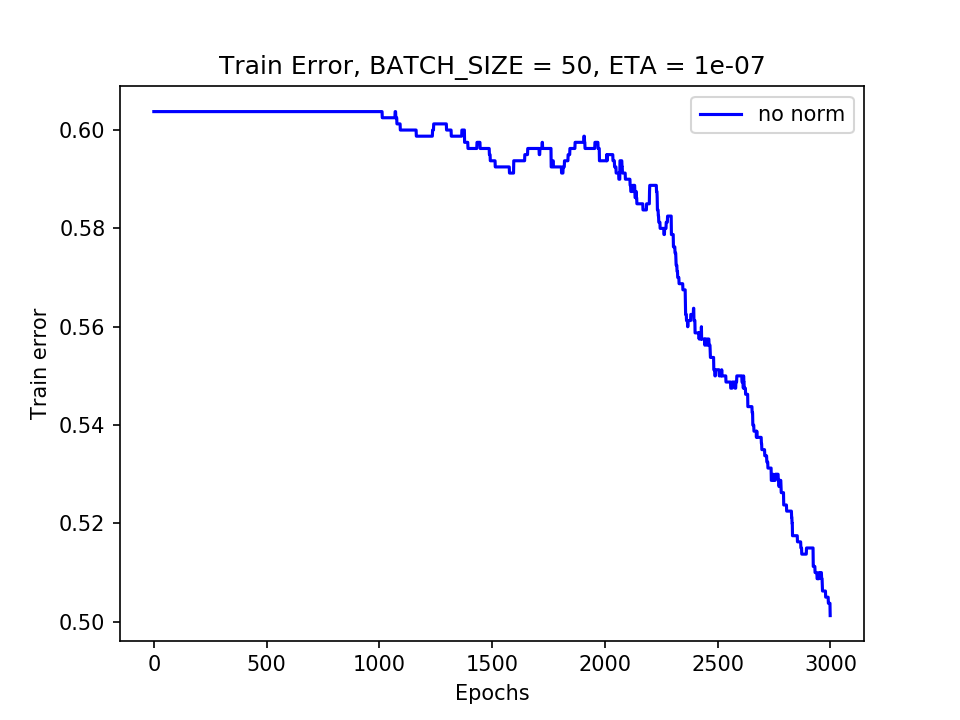 Train Error, BATCH_SIZE = 50, ETA = 1e-07
no norm
Train error
0.60
0.58
0.56
0.54
0.52
0.50
0 500 1000 1500 2000 2500 3000
Epochs